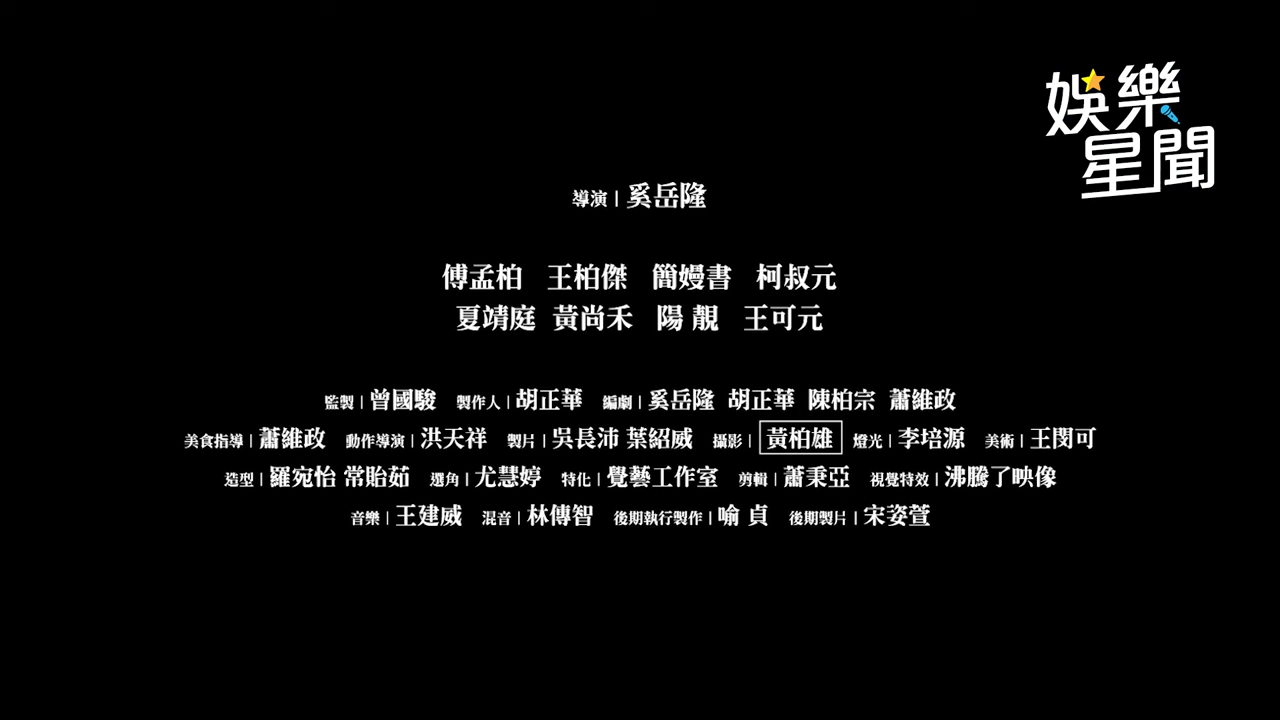 娛樂
星聞
導演|奚岳隆
傅孟柏 王柏傑 簡嫚書 柯叔元
夏靖庭 黃尚禾 陽 靚 王可元
監製|曾國駿 製作人|胡正華 編劇|奚岳隆 胡正華 陳柏宗 蕭維政
美食指導|蕭維政 動作導演|洪天祥 製片|吳長沛 葉紹威 攝影|黃柏雄 燈光|李培源 美術|王閔可
造型|羅宛怡 常貽茹 選角|尤慧婷 特化|覺藝工作室 剪輯|蕭秉亞 視覺特效|沸騰了映像
音樂|王建威 混音|林傳智 後期執行製作|喻 貞 後期製片|宋姿萱